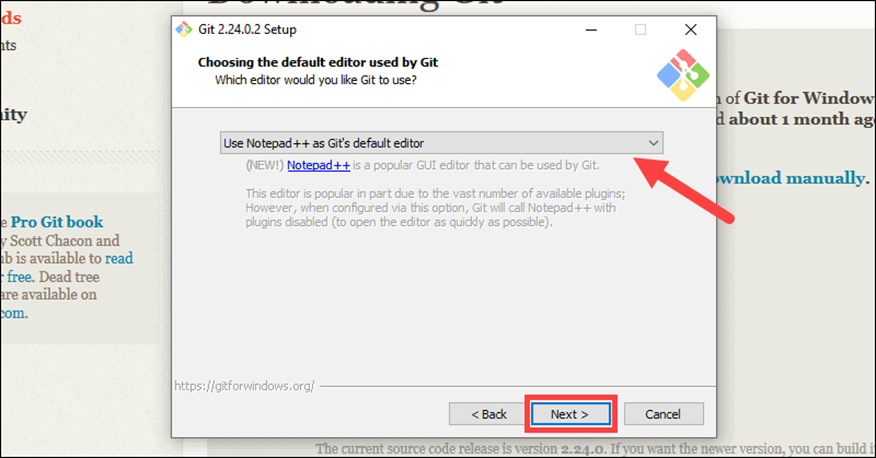 Downloading Git
ds
nts
nity
e Pro Git book
y Scott Chacon and
ub is available to read
r free. Dead tree
are available on
.com.
Git 2.24.0.2 Setup
Choosing the default editor used by Git
Which editor would you like Git to use?
Use Notepad++ as Git's default editor
(NEW!) Notepad++ is a popular GUI editor that can be used by Git.
This editor is popular in part due to the vast number of available plugins;
However, when configured via this option, Git will call Notepad++ with
plugins disabled (to open the editor as quickly as possible).
https://gitforwindows.org/
< Back
Next >
Cancel
n of Git for Window
d about 1 month ago
ownload manually.
The current source code release is version 2.24.0. If you want the newer version, you can build i